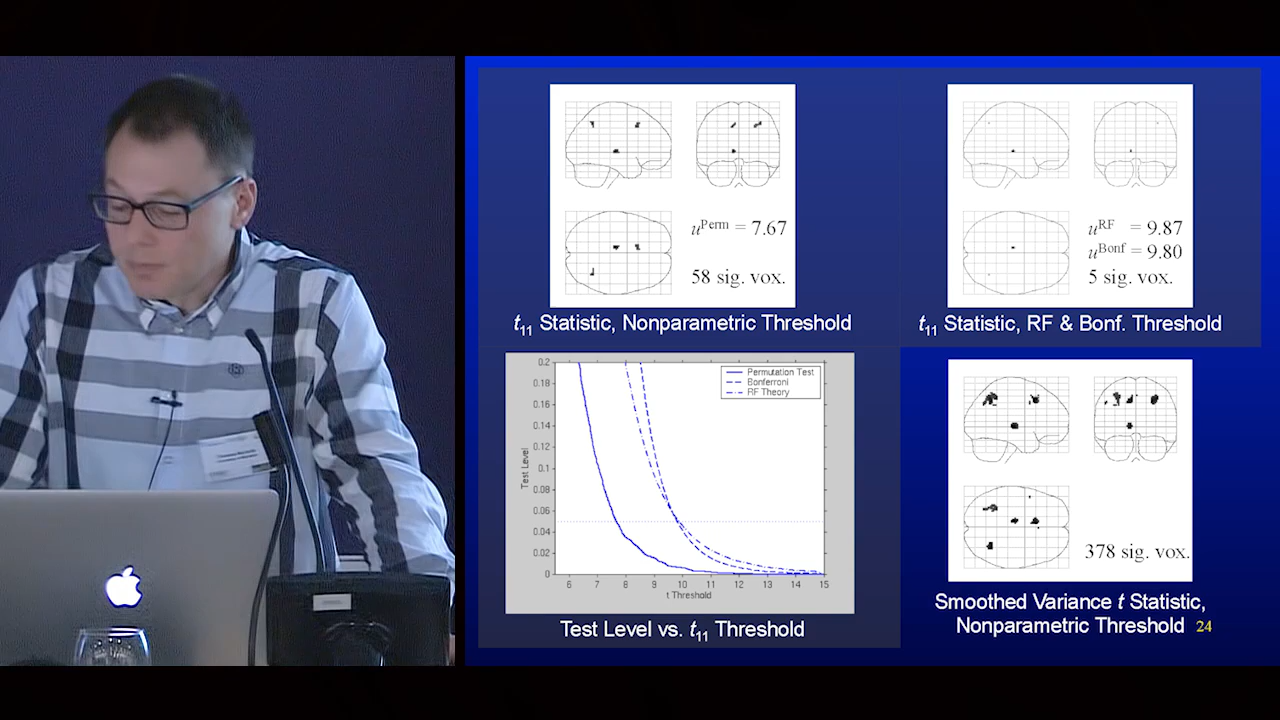 u^Perm = 7.67
58 sig. vox.
t₁₁ Statistic, Nonparametric Threshold
u^RF = 9.87
u^Bonf = 9.80
5 sig. vox.
t₁₁ Statistic, RF & Bonf. Threshold
Permutation Test
Bonferroni
RF Theory
0.2
0.18
0.16
0.14
0.12
0.1
0.08
0.06
0.04
0.02
0
Test Level
6 7 8 9 10 11 12 13 14 15
t Threshold
Test Level vs. t₁₁ Threshold
378 sig. vox.
Smoothed Variance t Statistic,
Nonparametric Threshold 24